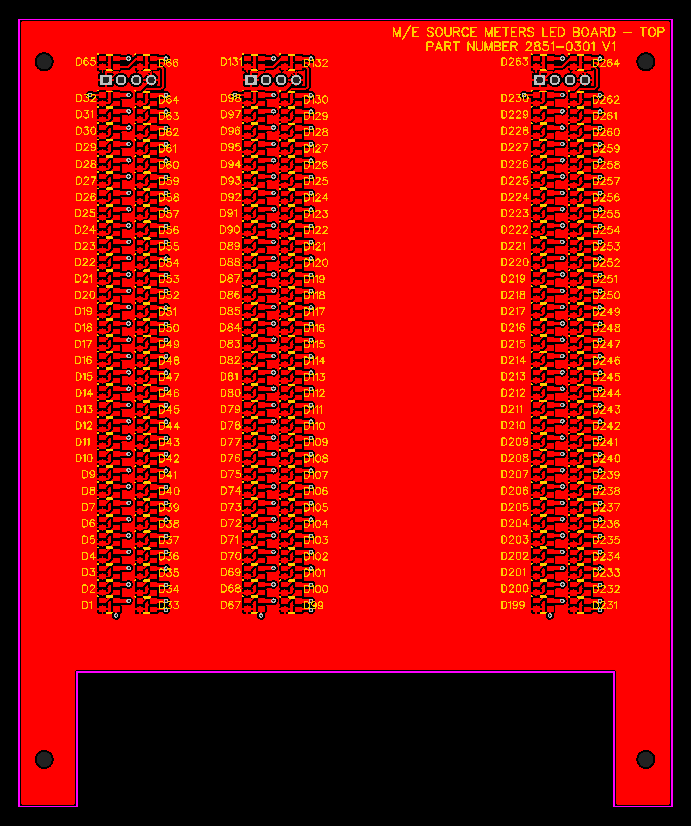 M/E SOURCE METERS LED BOARD – TOP
PART NUMBER 2851–0301 V1
D65 D66 D131 D132 D263 D264
D32 D64 D98 D130 D230 D262
D31 D63 D97 D129 D229 D261
D30 D62 D96 D128 D228 D260
D29 D61 D95 D127 D227 D259
D28 D60 D94 D126 D226 D258
D27 D59 D93 D125 D225 D257
D26 D58 D92 D124 D224 D256
D25 D57 D91 D123 D223 D255
D24 D56 D90 D122 D222 D254
D23 D55 D89 D121 D221 D253
D22 D54 D88 D120 D220 D252
D21 D53 D87 D119 D219 D251
D20 D52 D86 D118 D218 D250
D19 D51 D85 D117 D217 D249
D18 D50 D84 D116 D216 D248
D17 D49 D83 D115 D215 D247
D16 D48 D82 D114 D214 D246
D15 D47 D81 D113 D213 D245
D14 D46 D80 D112 D212 D244
D13 D45 D79 D111 D211 D243
D12 D44 D78 D110 D210 D242
D11 D43 D77 D109 D209 D241
D10 D42 D76 D108 D208 D240
D9 D41 D75 D107 D207 D239
D8 D40 D74 D106 D206 D238
D7 D39 D73 D105 D205 D237
D6 D38 D72 D104 D204 D236
D5 D37 D71 D103 D203 D235
D4 D36 D70 D102 D202 D234
D3 D35 D69 D101 D201 D233
D2 D34 D68 D100 D200 D232
D1 D33 D67 D99 D199 D231